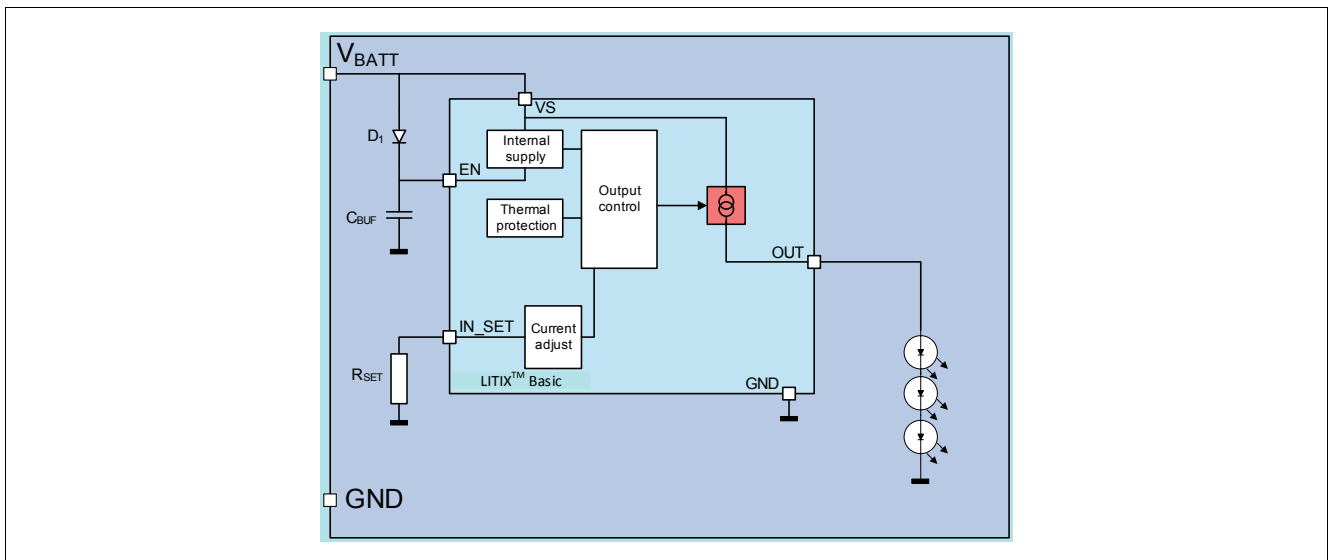 VBATT
VS
D1
Internal
supply
EN
Output
control
CBUF
Thermal
protection
OUT
IN_SET
Current
adjust
RSET
LITIX™ Basic
GND
GND